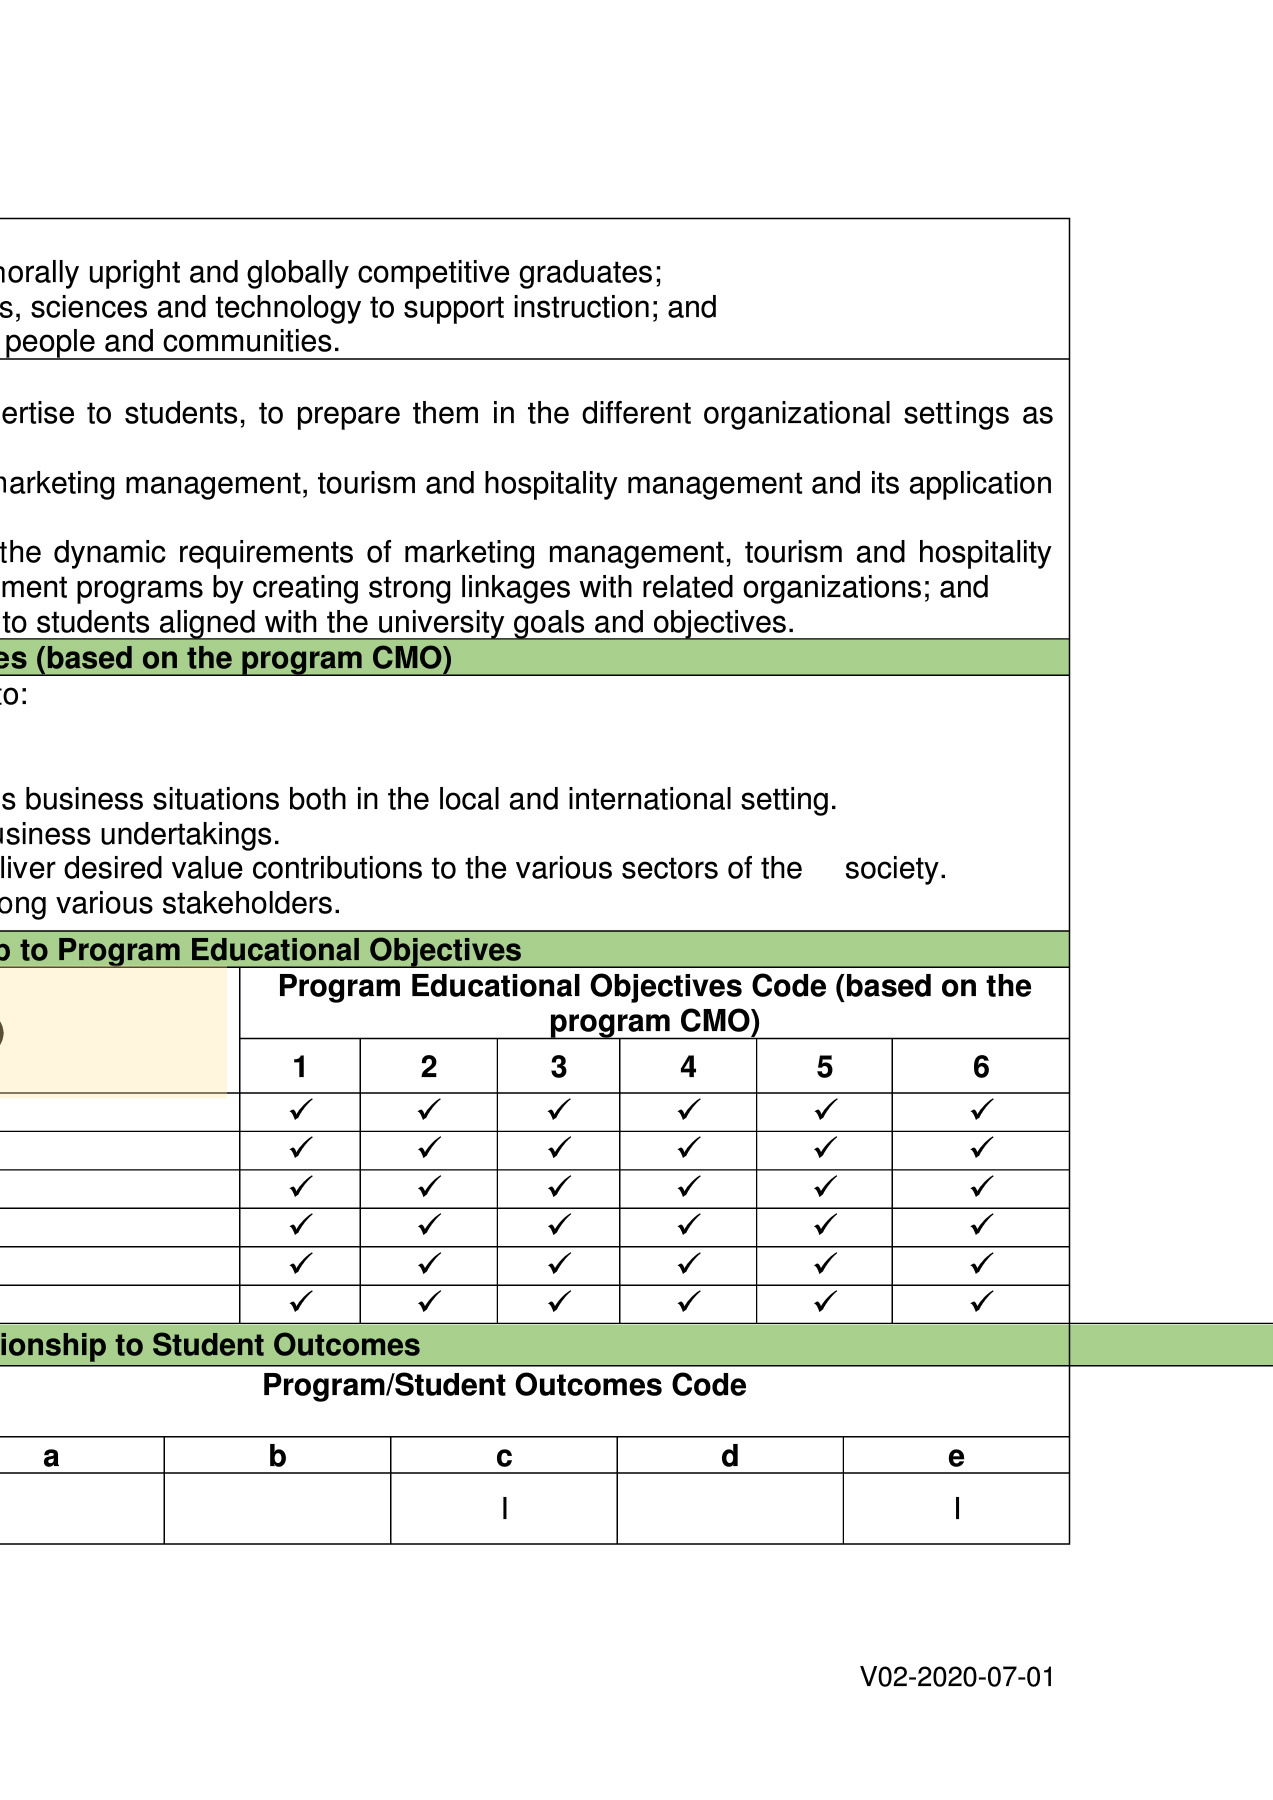 norally upright and globally competitive graduates;
s, sciences and technology to support instruction; and
people and communities.
ertise to students, to prepare them in the different organizational settings as
marketing management, tourism and hospitality management and its application
the dynamic requirements of marketing management, tourism and hospitality
ment programs by creating strong linkages with related organizations; and
to students aligned with the university goals and objectives.
es (based on the program CMO)
to:
s business situations both in the local and international setting.
usiness undertakings.
liver desired value contributions to the various sectors of the society.
ong various stakeholders.
p to Program Educational Objectives
)
Program Educational Objectives Code (based on the
program CMO)
1 2 3 4 5 6
✓ ✓ ✓ ✓ ✓ ✓
✓ ✓ ✓ ✓ ✓ ✓
✓ ✓ ✓ ✓ ✓ ✓
✓ ✓ ✓ ✓ ✓ ✓
✓ ✓ ✓ ✓ ✓ ✓
✓ ✓ ✓ ✓ ✓ ✓
ionship to Student Outcomes
Program/Student Outcomes Code
a b c d e
I I
V02-2020-07-01